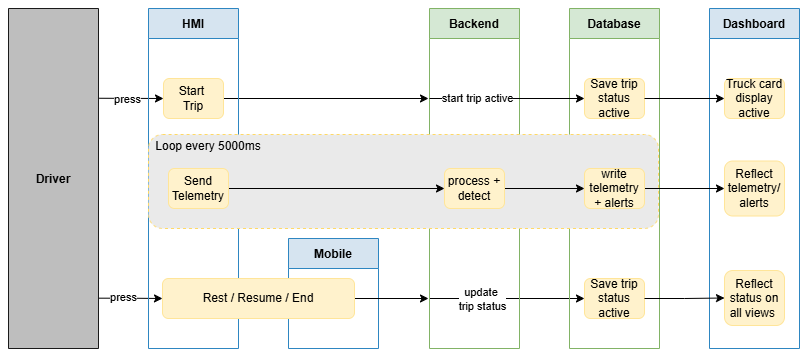 HMI
Backend
Database
Dashboard
Driver
press
Start
Trip
start trip active
Save trip
status
active
Truck card
display
active
Loop every 5000ms
Send
Telemetry
process +
detect
write
telemetry
+ alerts
Reflect
telemetry/
alerts
Mobile
press
Rest / Resume / End
update
trip status
Save trip
status
active
Reflect
status on
all views